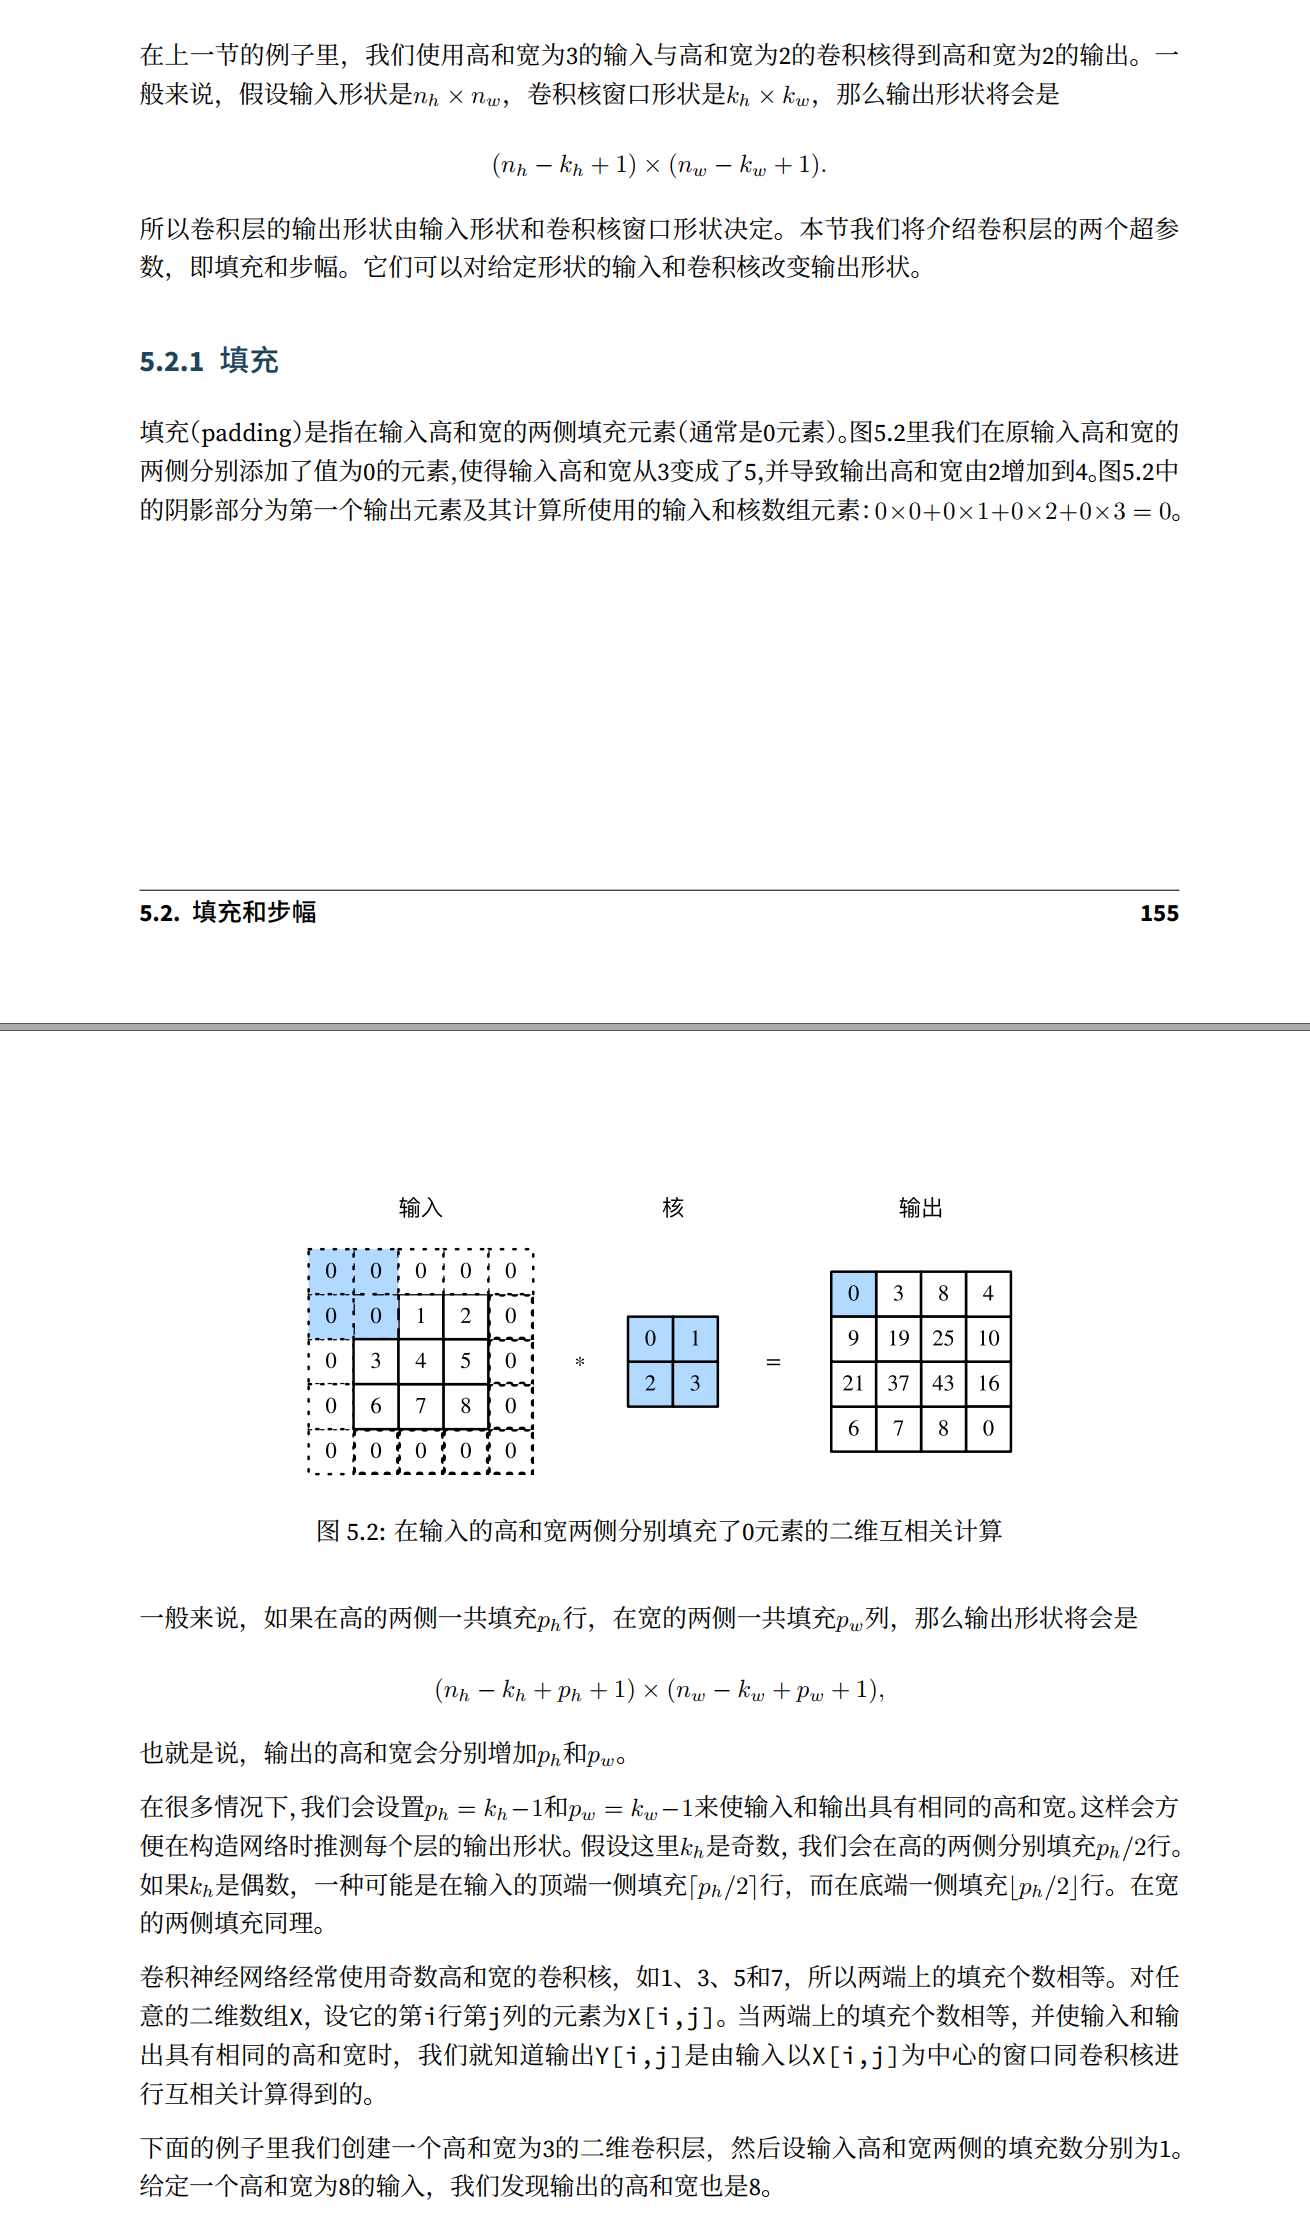 在上一节的例子里，我们使用高和宽为3的输入与高和宽为2的卷积核得到高和宽为2的输出。一
般来说，假设输入形状是nₕ × n_w，卷积核窗口形状是kₕ × k_w，那么输出形状将会是
(nₕ − kₕ + 1) × (n_w − k_w + 1).
所以卷积层的输出形状由输入形状和卷积核窗口形状决定。本节我们将介绍卷积层的两个超参
数，即填充和步幅。它们可以对给定形状的输入和卷积核改变输出形状。
5.2.1 填充
填充（padding）是指在输入高和宽的两侧填充元素（通常是0元素）。图5.2里我们在原输入高和宽的
两侧分别添加了值为0的元素，使得输入高和宽从3变成了5，并导致输出高和宽由2增加到4。图5.2中
的阴影部分为第一个输出元素及其计算所使用的输入和核数组元素：0×0+0×1+0×2+0×3 = 0。
5.2. 填充和步幅 155
输入 核 输出
0 0 0 0 0
0 0 1 2 0
0 3 4 5 0
0 6 7 8 0
0 0 0 0 0
*
0 1
2 3
=
0 3 8 4
9 19 25 10
21 37 43 16
6 7 8 0
图 5.2: 在输入的高和宽两侧分别填充了0元素的二维互相关计算
一般来说，如果在高的两侧一共填充pₕ行，在宽的两侧一共填充p_w列，那么输出形状将会是
(nₕ − kₕ + pₕ + 1) × (n_w − k_w + p_w + 1),
也就是说，输出的高和宽会分别增加pₕ和p_w。
在很多情况下，我们会设置pₕ = kₕ−1和p_w = k_w−1来使输入和输出具有相同的高和宽。这样会方
便在构造网络时推测每个层的输出形状。假设这里kₕ是奇数，我们会在高的两侧分别填充pₕ/2行。
如果kₕ是偶数，一种可能是在输入的顶端一侧填充⌈pₕ/2⌉行，而在底端一侧填充⌊pₕ/2⌋行。在宽
的两侧填充同理。
卷积神经网络经常使用奇数高和宽的卷积核，如1、3、5和7，所以两端上的填充个数相等。对任
意的二维数组X，设它的第i行第j列的元素为X[i,j]。当两端上的填充个数相等，并使输入和输
出具有相同的高和宽时，我们就知道输出Y[i,j]是由输入以X[i,j]为中心的窗口同卷积核进
行互相关计算得到的。
下面的例子里我们创建一个高和宽为3的二维卷积层，然后设输入高和宽两侧的填充数分别为1。
给定一个高和宽为8的输入，我们发现输出的高和宽也是8。